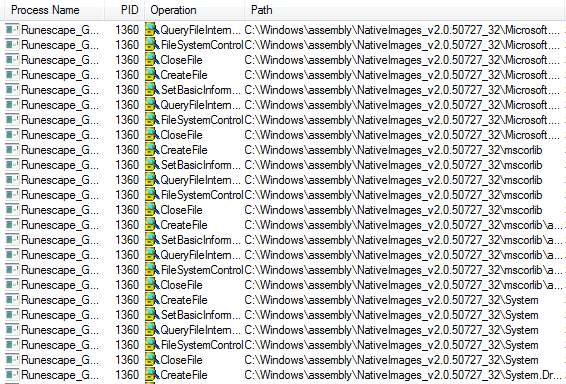 Process Name PID Operation Path
Runescape_G... 1360 QueryFileIntern... C:\Windows\assembly\NativeImages_v2.0.50727_32\Microsoft....
Runescape_G... 1360 FileSystemControl C:\Windows\assembly\NativeImages_v2.0.50727_32\Microsoft....
Runescape_G... 1360 CloseFile C:\Windows\assembly\NativeImages_v2.0.50727_32\Microsoft....
Runescape_G... 1360 CreateFile C:\Windows\assembly\NativeImages_v2.0.50727_32\Microsoft....
Runescape_G... 1360 SetBasicInform... C:\Windows\assembly\NativeImages_v2.0.50727_32\Microsoft....
Runescape_G... 1360 QueryFileIntern... C:\Windows\assembly\NativeImages_v2.0.50727_32\Microsoft....
Runescape_G... 1360 FileSystemControl C:\Windows\assembly\NativeImages_v2.0.50727_32\Microsoft....
Runescape_G... 1360 CloseFile C:\Windows\assembly\NativeImages_v2.0.50727_32\Microsoft....
Runescape_G... 1360 CreateFile C:\Windows\assembly\NativeImages_v2.0.50727_32\mscorlib
Runescape_G... 1360 SetBasicInform... C:\Windows\assembly\NativeImages_v2.0.50727_32\mscorlib
Runescape_G... 1360 QueryFileIntern... C:\Windows\assembly\NativeImages_v2.0.50727_32\mscorlib
Runescape_G... 1360 FileSystemControl C:\Windows\assembly\NativeImages_v2.0.50727_32\mscorlib
Runescape_G... 1360 CloseFile C:\Windows\assembly\NativeImages_v2.0.50727_32\mscorlib
Runescape_G... 1360 CreateFile C:\Windows\assembly\NativeImages_v2.0.50727_32\mscorlib\a...
Runescape_G... 1360 SetBasicInform... C:\Windows\assembly\NativeImages_v2.0.50727_32\mscorlib\a...
Runescape_G... 1360 QueryFileIntern... C:\Windows\assembly\NativeImages_v2.0.50727_32\mscorlib\a...
Runescape_G... 1360 FileSystemControl C:\Windows\assembly\NativeImages_v2.0.50727_32\mscorlib\a...
Runescape_G... 1360 CloseFile C:\Windows\assembly\NativeImages_v2.0.50727_32\mscorlib\a...
Runescape_G... 1360 CreateFile C:\Windows\assembly\NativeImages_v2.0.50727_32\System
Runescape_G... 1360 SetBasicInform... C:\Windows\assembly\NativeImages_v2.0.50727_32\System
Runescape_G... 1360 QueryFileIntern... C:\Windows\assembly\NativeImages_v2.0.50727_32\System
Runescape_G... 1360 FileSystemControl C:\Windows\assembly\NativeImages_v2.0.50727_32\System
Runescape_G... 1360 CloseFile C:\Windows\assembly\NativeImages_v2.0.50727_32\System
Runescape_G... 1360 CreateFile C:\Windows\assembly\NativeImages_v2.0.50727_32\System.Dr...